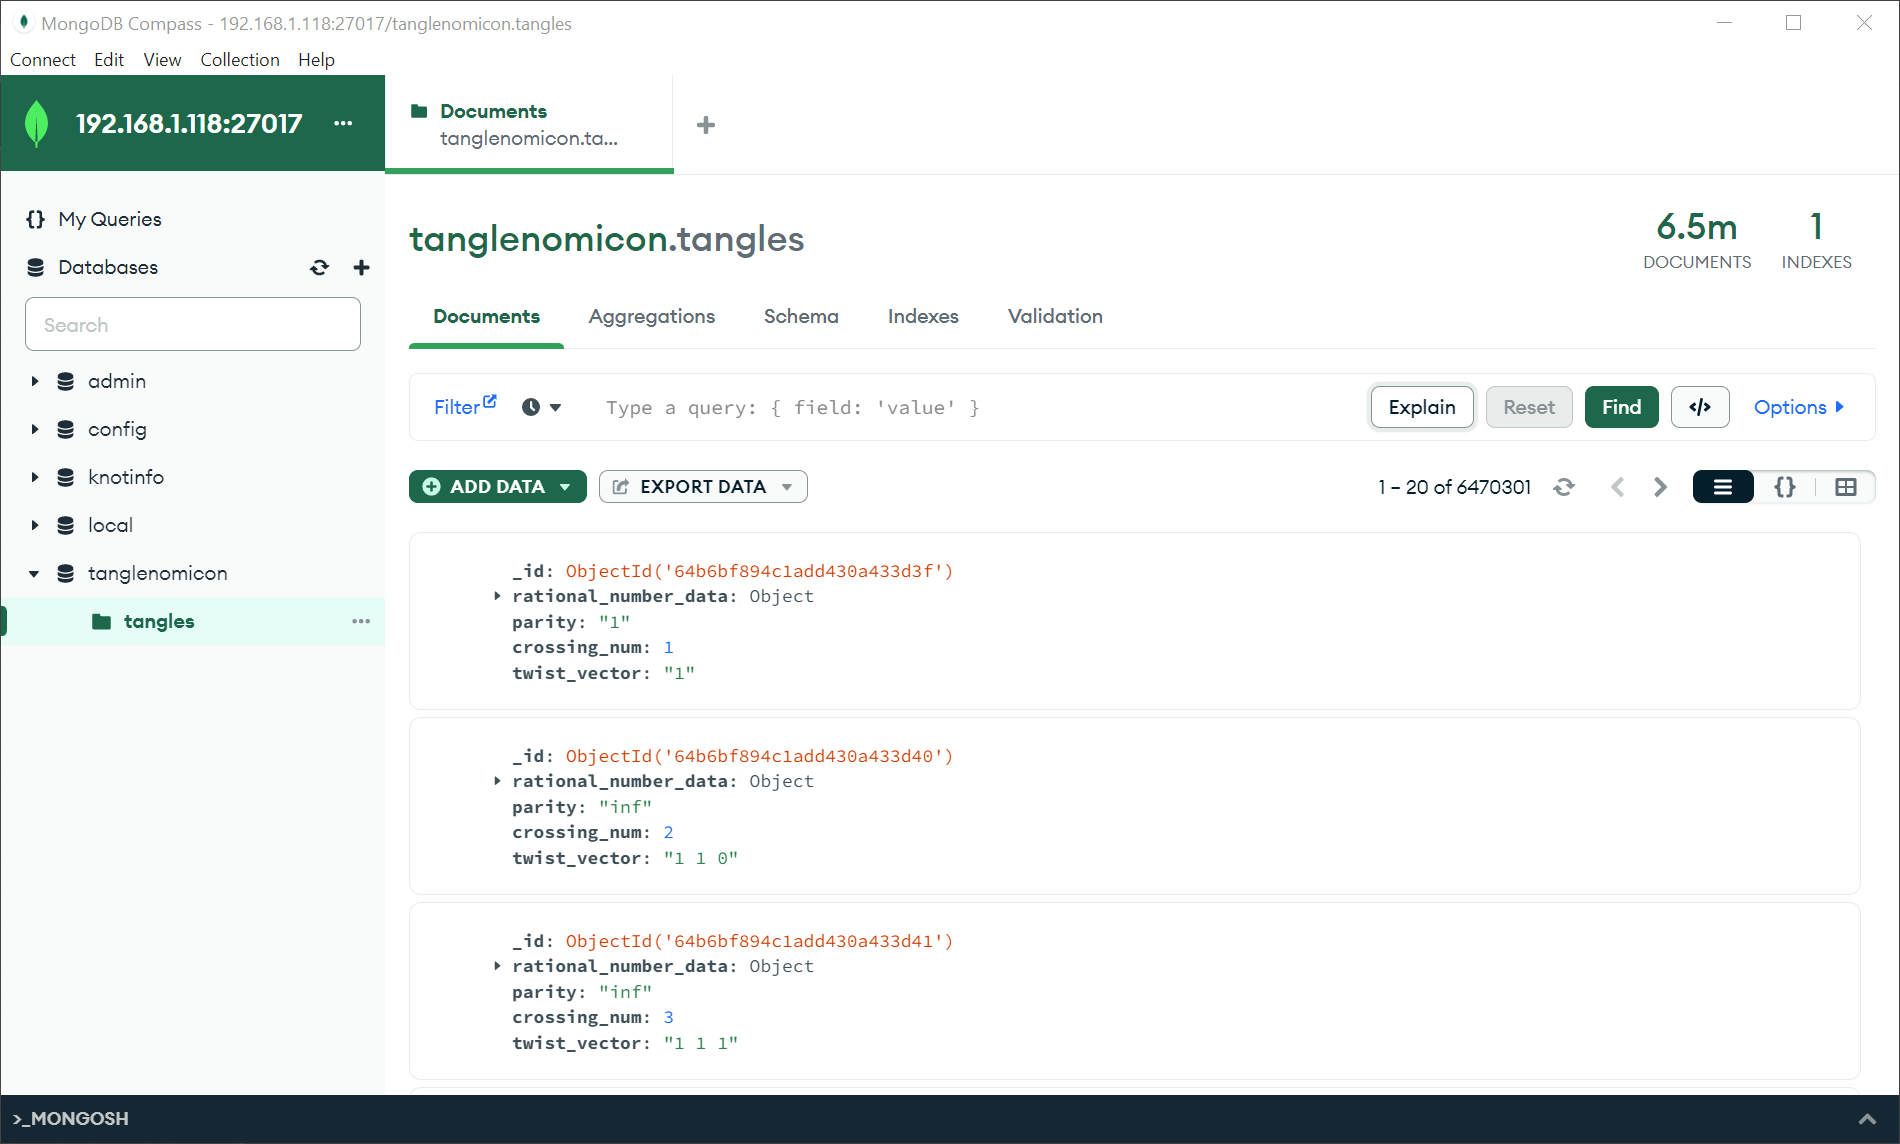 MongoDB Compass - 192.168.1.118:27017/tanglenomicon.tangles
Connect Edit View Collection Help
192.168.1.118:27017 ···
Documents
tanglenomicon.ta...
My Queries
Databases
Search
admin
config
knotinfo
local
tanglenomicon
tangles ···
tanglenomicon.tangles
6.5m
DOCUMENTS
1
INDEXES
Documents Aggregations Schema Indexes Validation
Filter Type a query: { field: 'value' } Explain Reset Find </> Options
ADD DATA EXPORT DATA 1 – 20 of 6470301 {}
_id: ObjectId('64b6bf894c1add430a433d3f')
rational_number_data: Object
parity: "1"
crossing_num: 1
twist_vector: "1"
_id: ObjectId('64b6bf894c1add430a433d40')
rational_number_data: Object
parity: "inf"
crossing_num: 2
twist_vector: "1 1 0"
_id: ObjectId('64b6bf894c1add430a433d41')
rational_number_data: Object
parity: "inf"
crossing_num: 3
twist_vector: "1 1 1"
>_MONGOSH